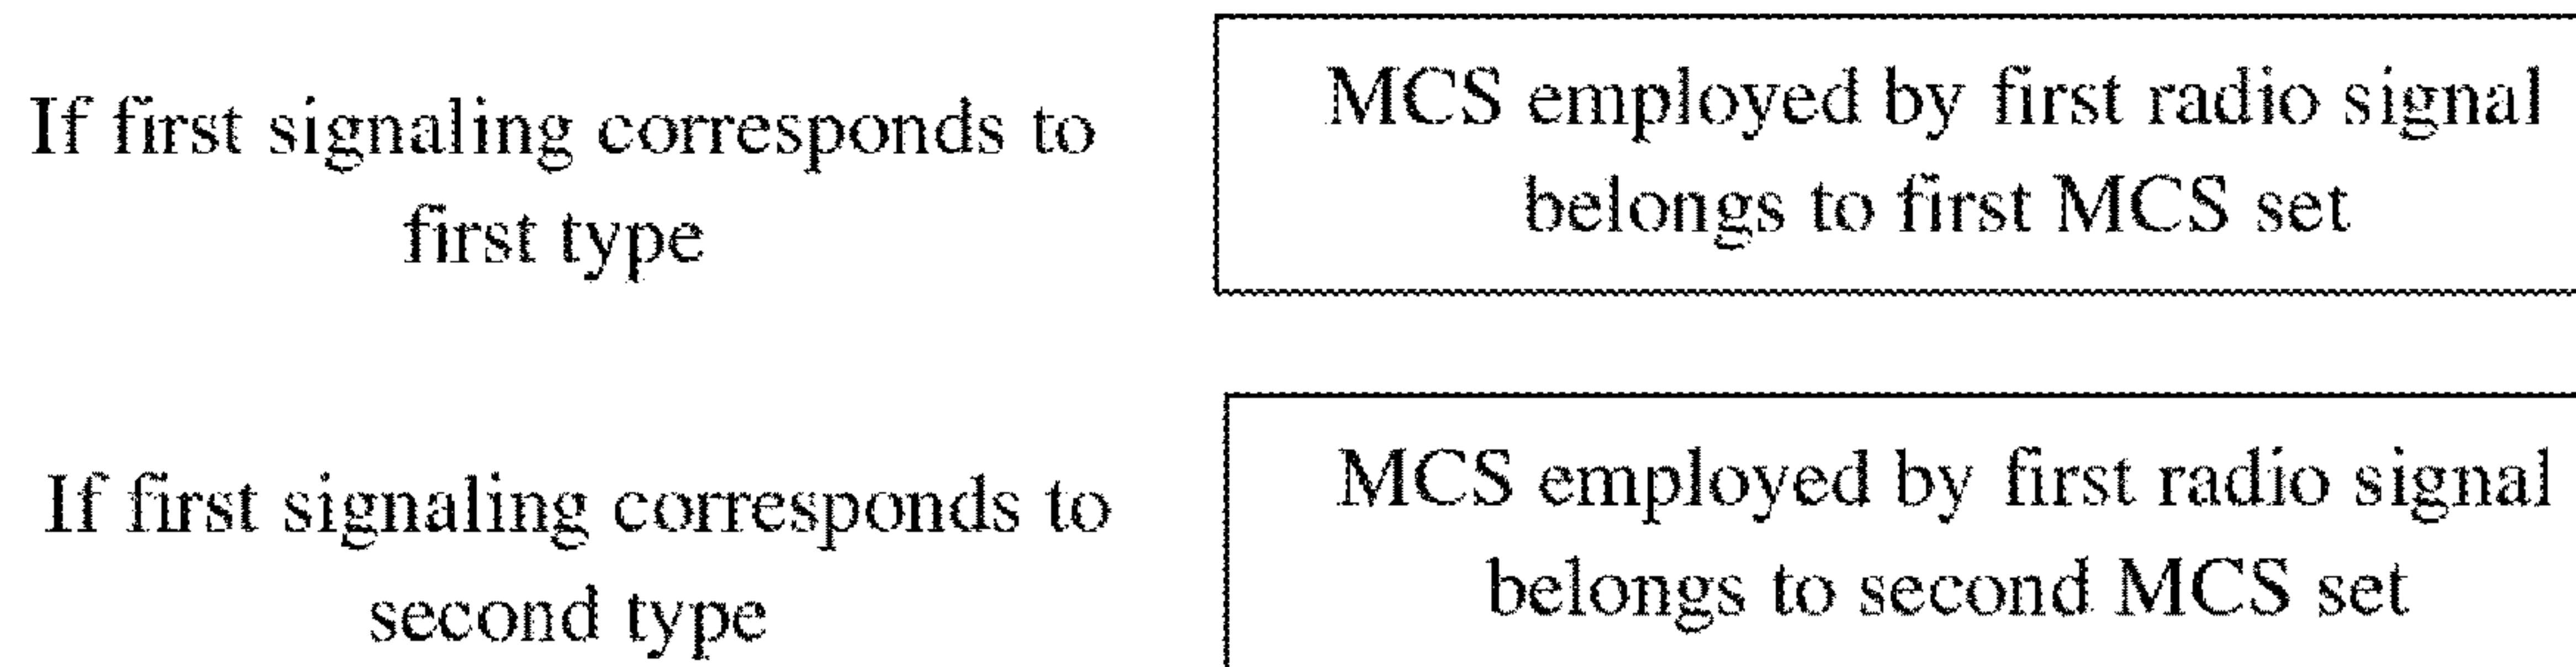 If first signaling corresponds to
first type
MCS employed by first radio signal
belongs to first MCS set
If first signaling corresponds to
second type
MCS employed by first radio signal
belongs to second MCS set